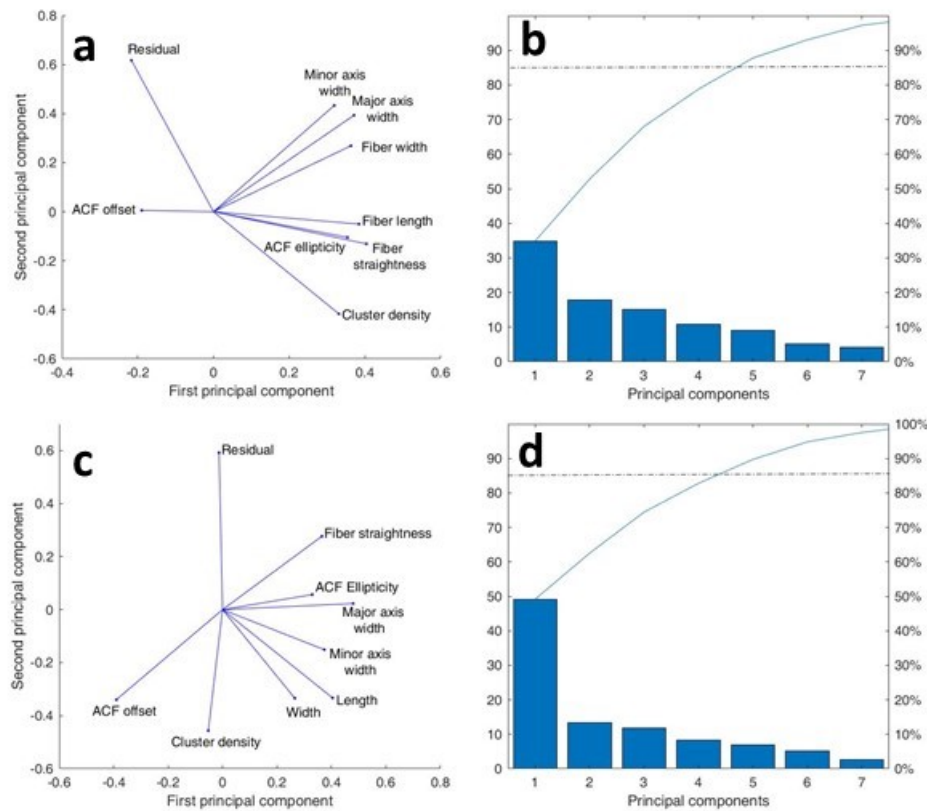 a
0.8
0.6
0.4
0.2
0
-0.2
-0.4
-0.6
-0.4
-0.2
0
0.2
0.4
0.6
Second principal component
First principal component
Residual
Minor axis
width
Major axis
width
Fiber width
ACF offset
Fiber length
ACF ellipticity
Fiber
straightness
Cluster density
b
90
80
70
60
50
40
30
20
10
0
90%
80%
70%
60%
50%
40%
30%
20%
10%
0%
1
2
3
4
5
6
7
Principal components
c
0.6
0.4
0.2
0
-0.2
-0.4
-0.6
-0.6
-0.4
-0.2
0
0.2
0.4
0.6
0.8
Second principal component
First principal component
Residual
Fiber straightness
ACF Ellipticity
Major axis
width
Minor axis
width
Length
Width
ACF offset
Cluster density
d
90
80
70
60
50
40
30
20
10
0
100%
90%
80%
70%
60%
50%
40%
30%
20%
10%
0%
1
2
3
4
5
6
7
Principal components